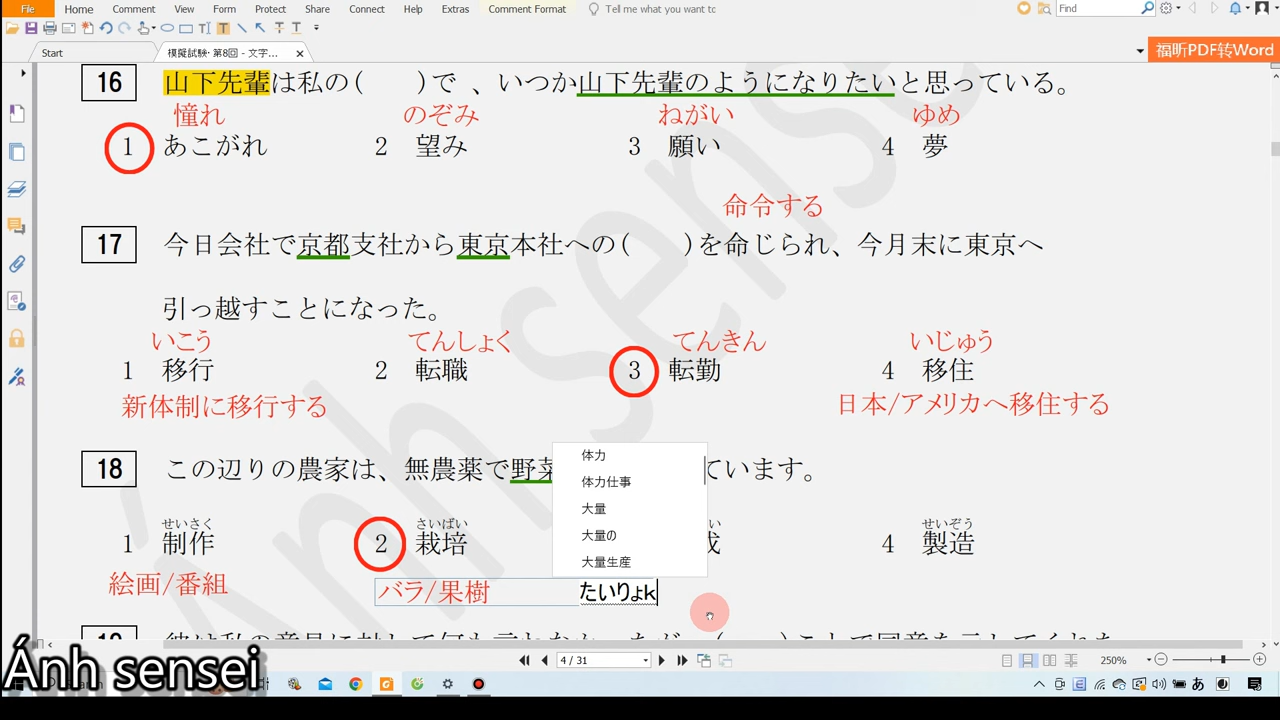 File Home Comment View Form Protect Share Connect Help Extras Comment Format Tell me what you want to Find
Start 模擬試験· 第8回 - 文字...
福昕PDF转Word
16 山下先輩は私の( )で 、いつか山下先輩のようになりたいと思っている。
憧れ のぞみ ねがい ゆめ
1 あこがれ 2 望み 3 願い 4 夢
命令する
17 今日会社で京都支社から東京本社への( )を命じられ、今月末に東京へ
引っ越すことになった。
いこう てんしょく てんきん いじゅう
1 移行 2 転職 3 転勤 4 移住
新体制に移行する 日本/アメリカへ移住する
18 この辺りの農家は、無農薬で野菜 ています。
せいさく さいばい い せいぞう
1 制作 2 栽培 成 4 製造
絵画/番組 バラ/果樹 たいりょk
体力
体力仕事
大量
大量の
大量生産
Ánh sensei
4 / 31
250%
あ